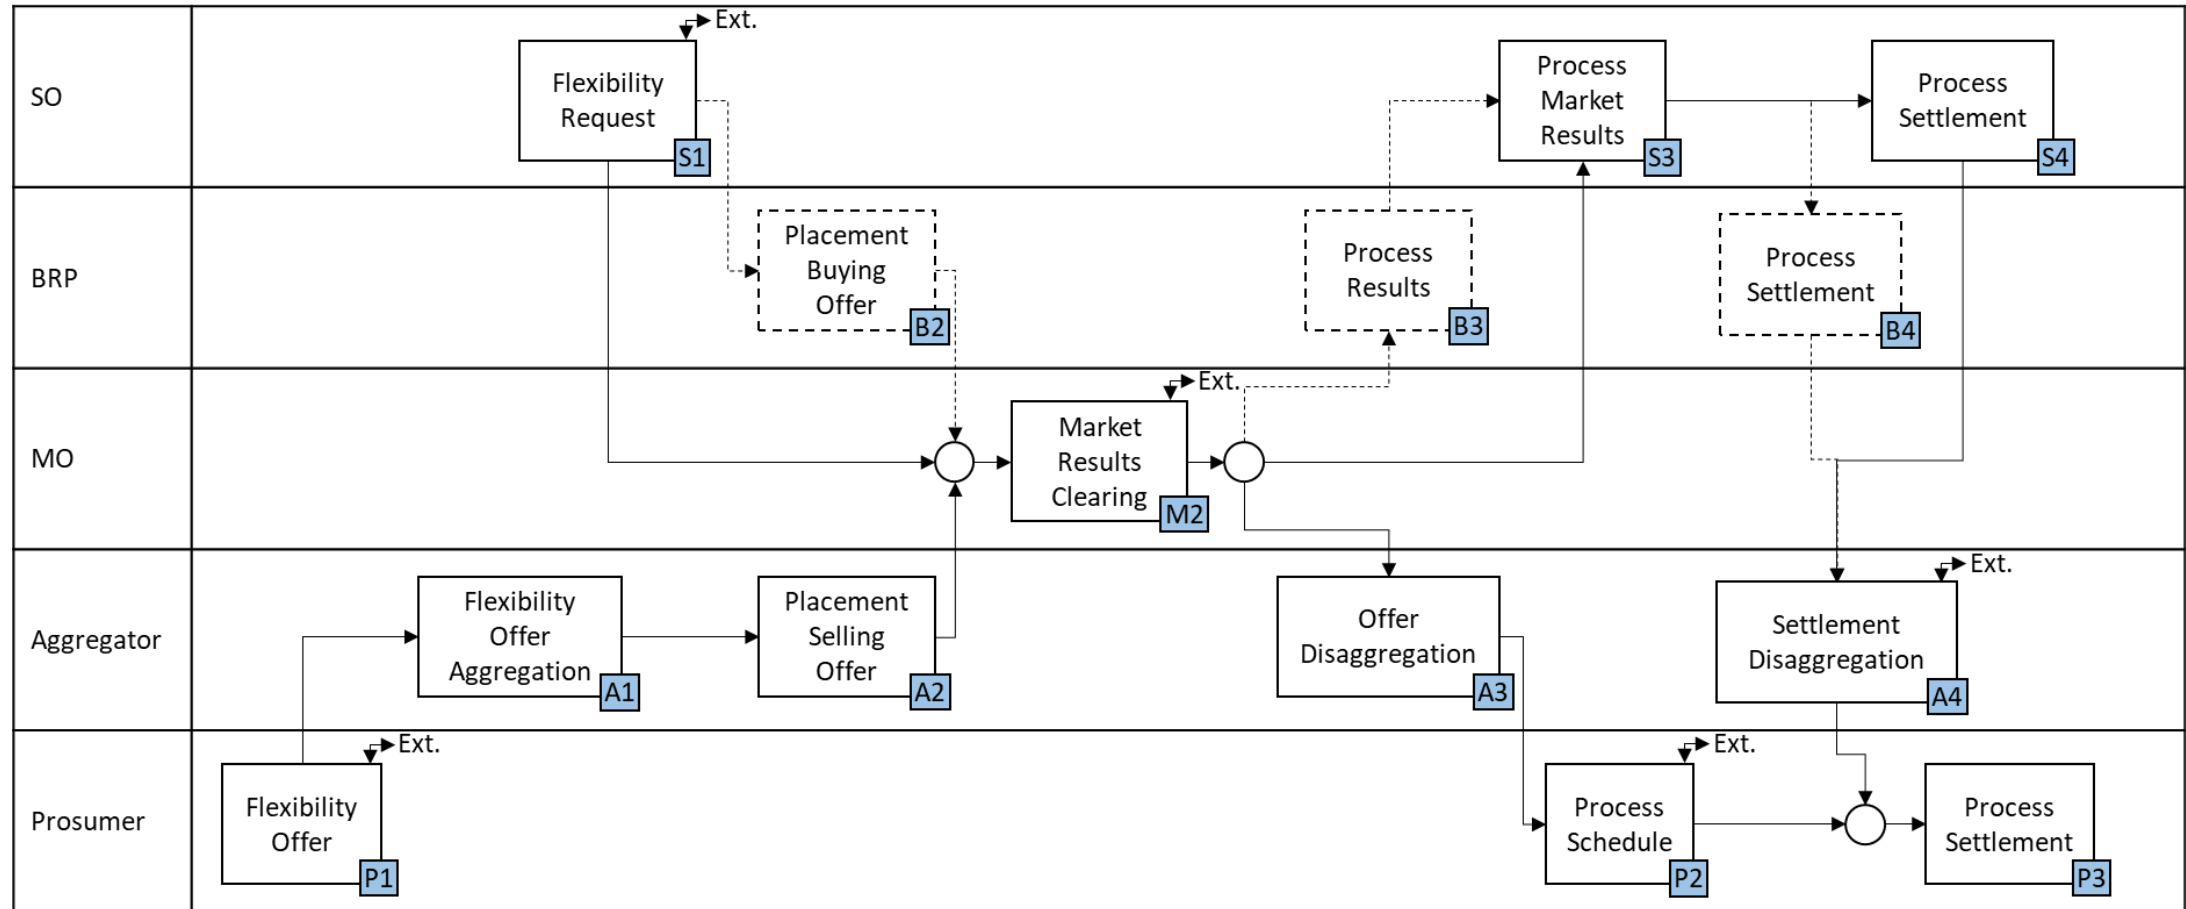 SO
Ext.
Flexibility
Request
S1
Process
Market
Results
S3
Process
Settlement
S4
BRP
Placement
Buying
Offer
B2
Process
Results
B3
Process
Settlement
B4
MO
Ext.
Market
Results
Clearing
M2
Aggregator
Flexibility
Offer
Aggregation
A1
Placement
Selling
Offer
A2
Offer
Disaggregation
A3
Ext.
Settlement
Disaggregation
A4
Prosumer
Ext.
Flexibility
Offer
P1
Ext.
Process
Schedule
P2
Process
Settlement
P3